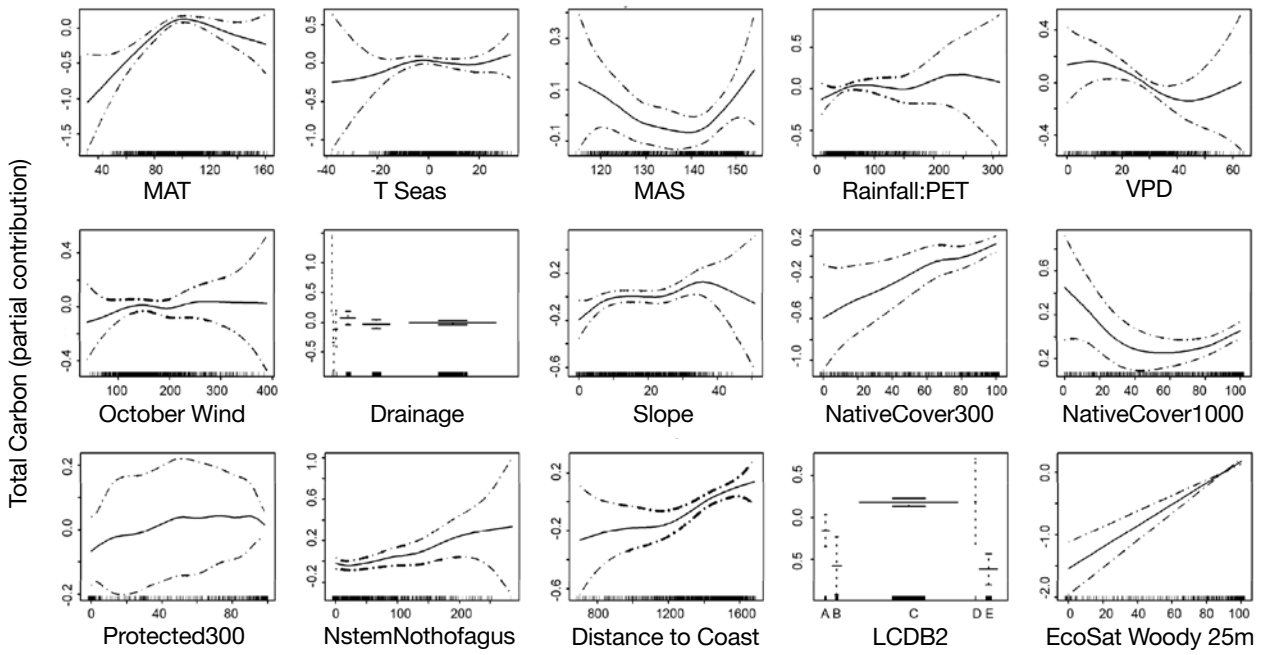 Total Carbon (partial contribution)
0.0
-0.5
-1.0
-1.5
40 80 120 160
MAT
0.5
0.0
-0.5
-1.0
-40 -20 0 20
T Seas
0.3
0.1
-0.1
120 130 140 150
MAS
0.5
0.0
0.5
0 100 200 300
Rainfall:PET
0.4
0.0
0.4
0 20 40 60
VPD
0.4
0.0
-0.4
100 200 300 400
October Wind
1.0
0.5
0.0
-0.5
Drainage
0.2
-0.2
-0.6
0 20 40
Slope
0.2
-0.2
-0.6
-1.0
0 20 40 60 80 100
NativeCover300
0.6
0.2
0.2
0 20 40 60 80 100
NativeCover1000
0.2
0.0
-0.2
0 40 80
Protected300
1.0
0.6
0.2
-0.2
0 100 200
NstemNothofagus
0.2
-0.2
-0.6
800 1200 1600
Distance to Coast
0.5
0.0
0.5
A B C D E
LCDB2
0.0
-1.0
-2.0
0 20 40 60 80 100
EcoSat Woody 25m